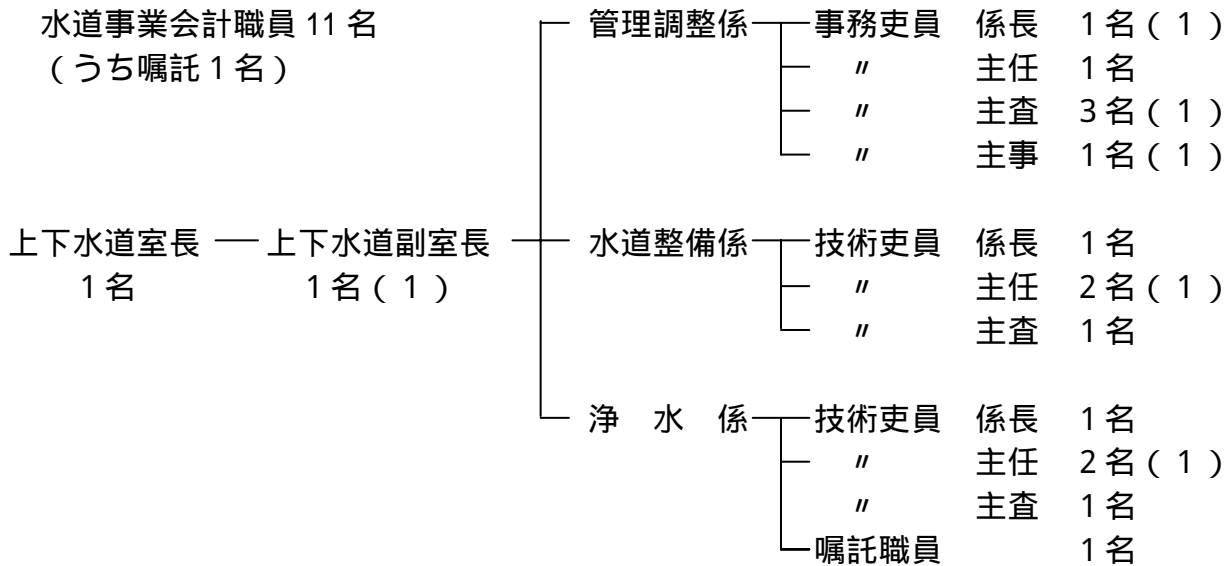 水道事業会計職員 11 名
(うち嘱託 1 名)
管理調整係 事務吏員 係長 1 名( 1 )
〃 主任 1 名
〃 主査 3 名( 1 )
〃 主事 1 名( 1 )
上下水道室長 上下水道副室長 水道整備係 技術吏員 係長 1 名
1 名 1 名( 1 ) 〃 主任 2 名( 1 )
〃 主査 1 名
浄 水 係 技術吏員 係長 1 名
〃 主任 2 名( 1 )
〃 主査 1 名
嘱託職員 1 名